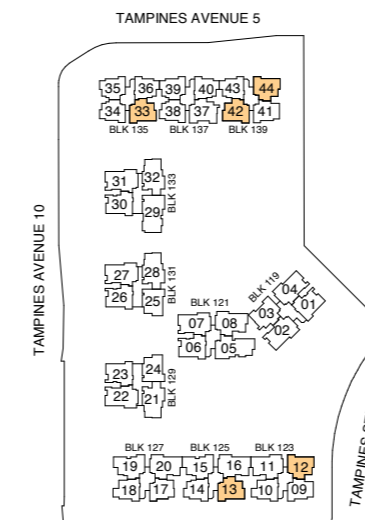 TAMPINES AVENUE 5
35 36 39 40 43 44
34 33 38 37 42 41
BLK 135 BLK 137 BLK 139
31 32
30 29
BLK 133
TAMPINES AVENUE 10
27 28
26 25
BLK 131
BLK 119
04
03 01
02
BLK 121
07 08
06 05
23 24
22 21
BLK 129
BLK 127 BLK 125 BLK 123
19 20 15 16 11 12
18 17 14 13 10 09
TAMPINES